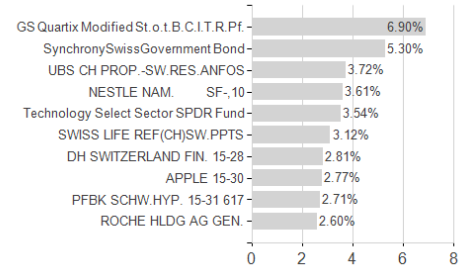 GS Quartix Modified St.o.t.B.C.I.T.R.Pf. 6.90%
SynchronySwissGovernment Bond 5.30%
UBS CH PROP.-SW.RES.ANFOS 3.72%
NESTLE NAM. SF-,10 3.61%
Technology Select Sector SPDR Fund 3.54%
SWISS LIFE REF(CH)SW.PPTS 3.12%
DH SWITZERLAND FIN. 15-28 2.81%
APPLE 15-30 2.77%
PFBK SCHW.HYP. 15-31 617 2.71%
ROCHE HLDG AG GEN. 2.60%
0 2 4 6 8